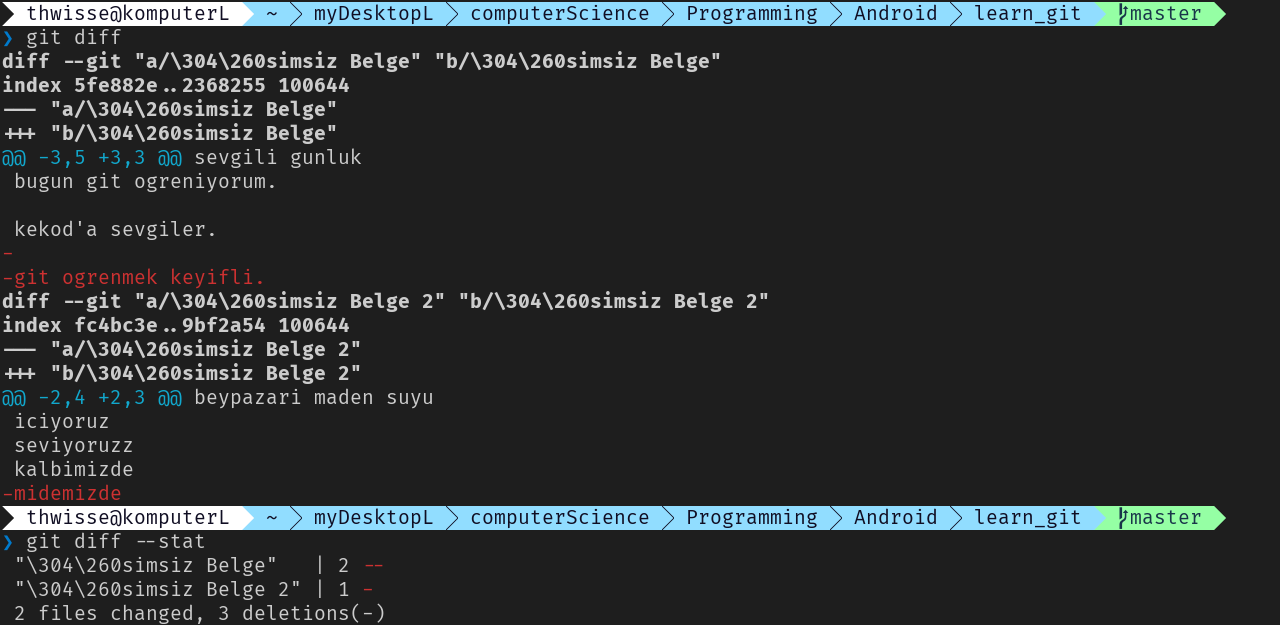 thwisse@komputerL ~ myDesktopL computerScience Programming Android learn_git master
❯ git diff
diff --git "a/\304\260simsiz Belge" "b/\304\260simsiz Belge"
index 5fe882e..2368255 100644
--- "a/\304\260simsiz Belge"
+++ "b/\304\260simsiz Belge"
@@ -3,5 +3,3 @@ sevgili gunluk
 bugun git ogreniyorum.

 kekod'a sevgiler.
-
-git ogrenmek keyifli.
diff --git "a/\304\260simsiz Belge 2" "b/\304\260simsiz Belge 2"
index fc4bc3e..9bf2a54 100644
--- "a/\304\260simsiz Belge 2"
+++ "b/\304\260simsiz Belge 2"
@@ -2,4 +2,3 @@ beypazari maden suyu
 iciyoruz
 seviyoruzz
 kalbimizde
-midemizde
thwisse@komputerL ~ myDesktopL computerScience Programming Android learn_git master
❯ git diff --stat
 "\304\260simsiz Belge"   | 2 --
 "\304\260simsiz Belge 2" | 1 -
 2 files changed, 3 deletions(-)